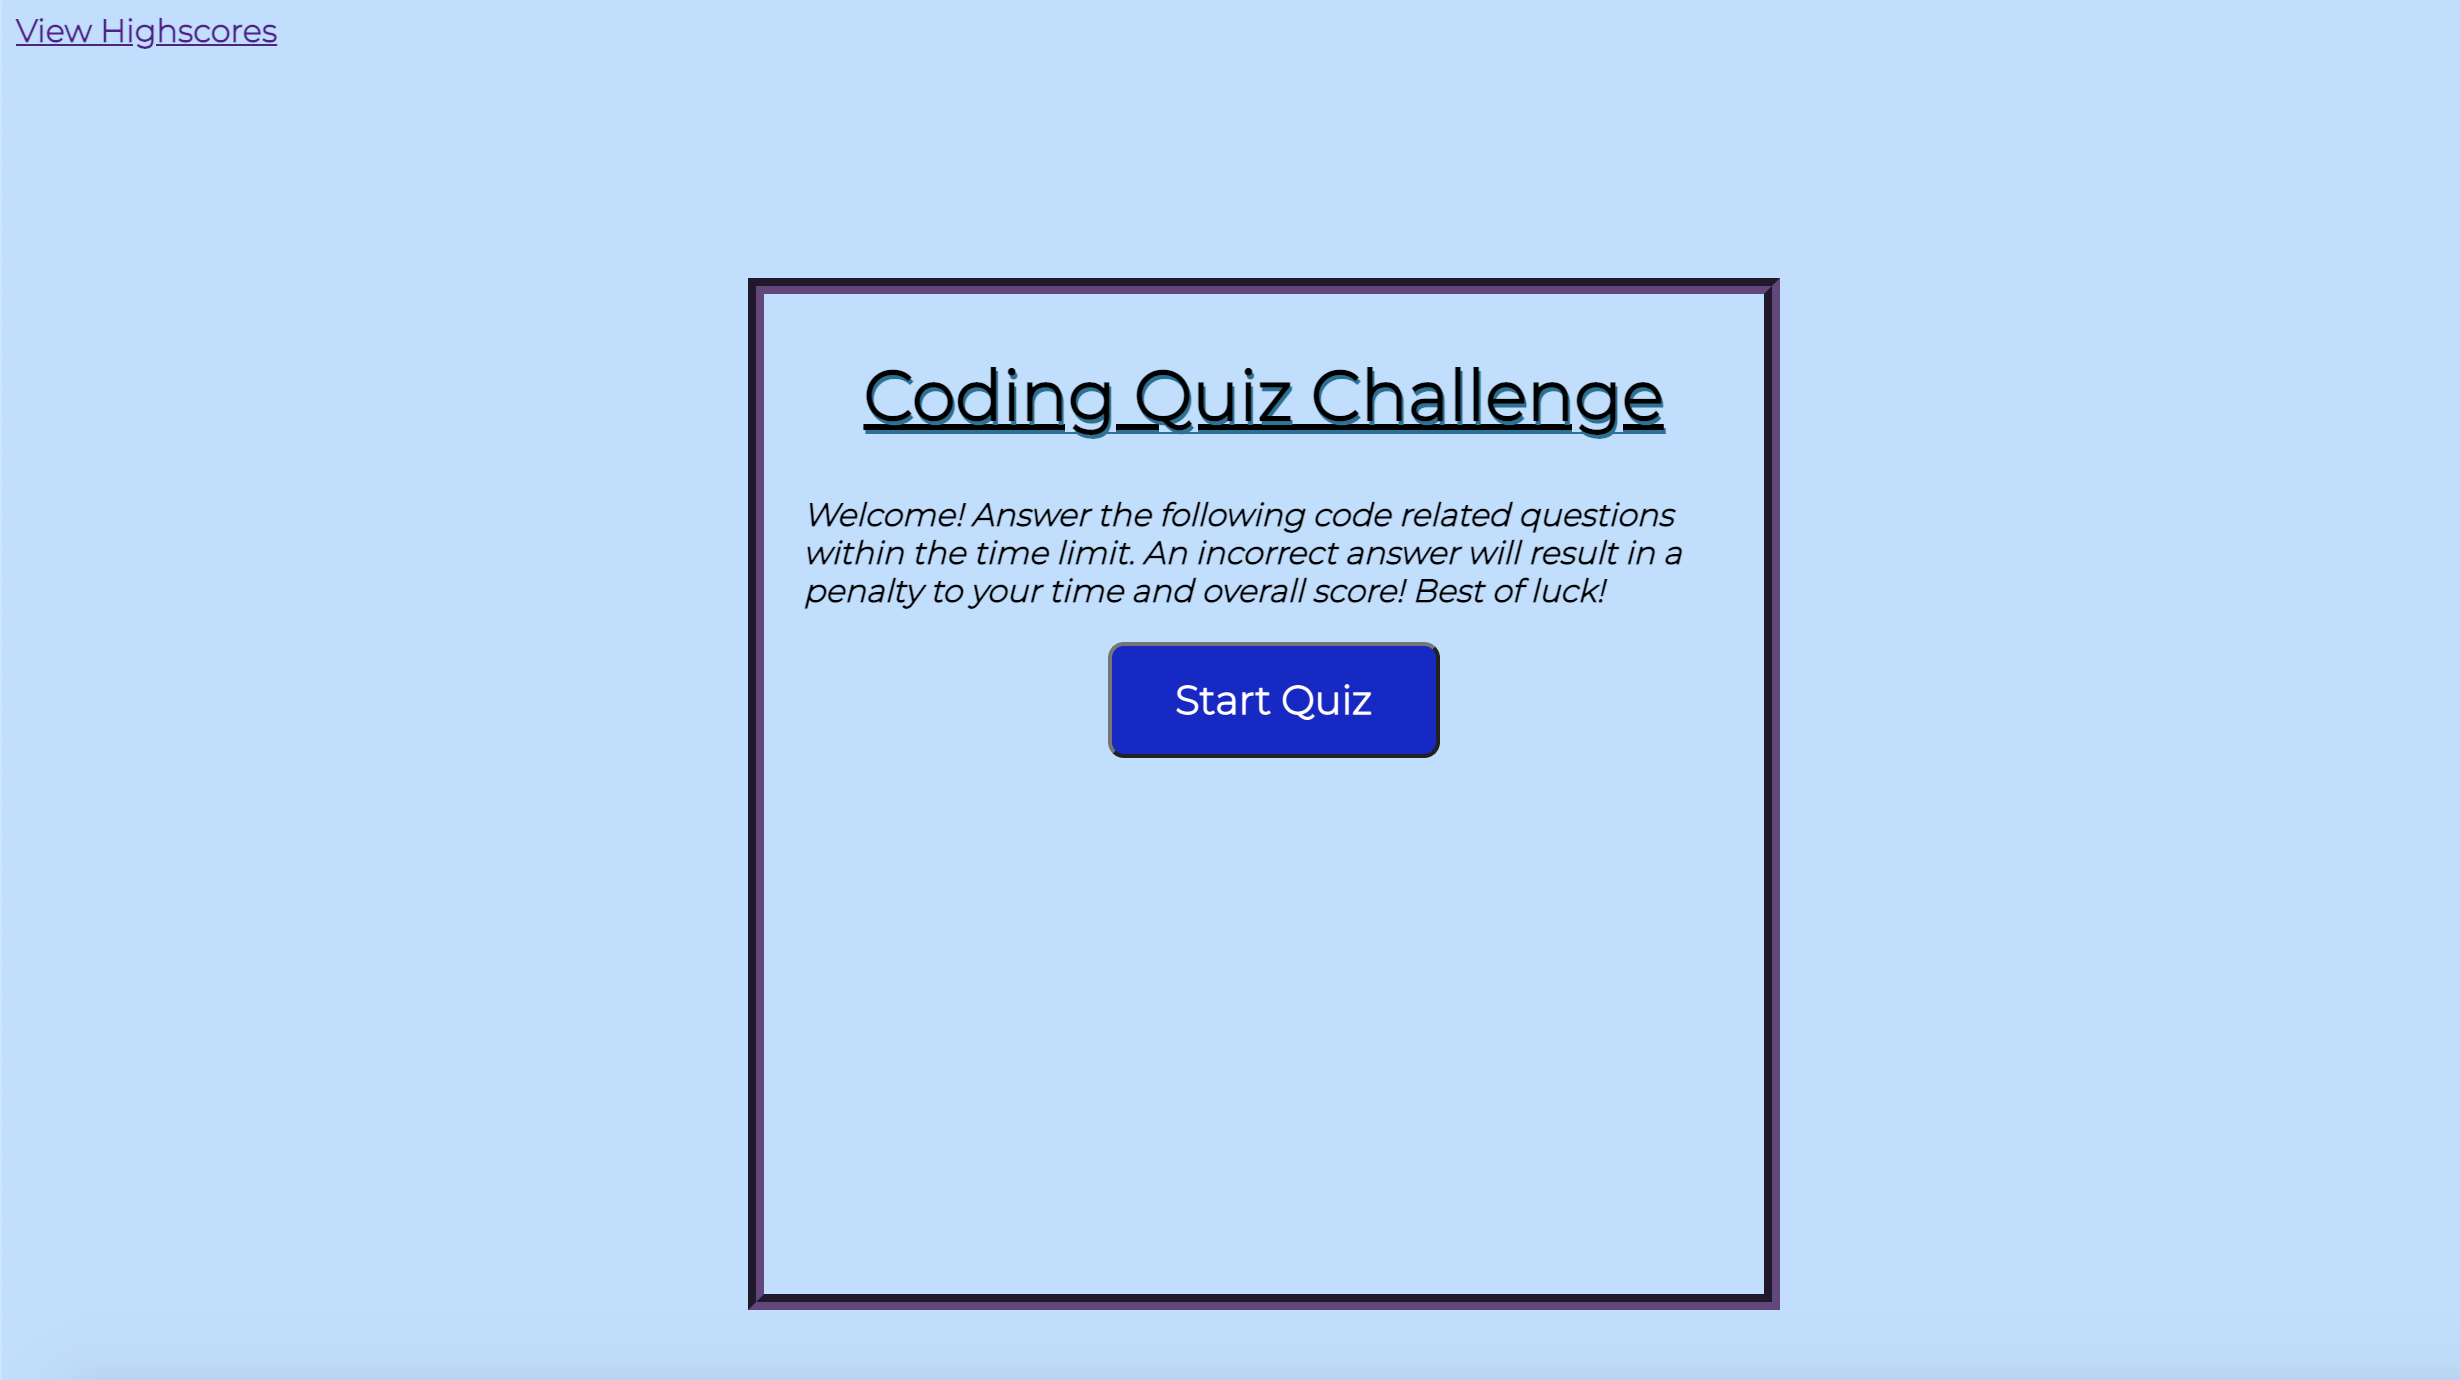 View Highscores
Coding Quiz Challenge
Welcome! Answer the following code related questions
within the time limit. An incorrect answer will result in a
penalty to your time and overall score! Best of luck!
Start Quiz